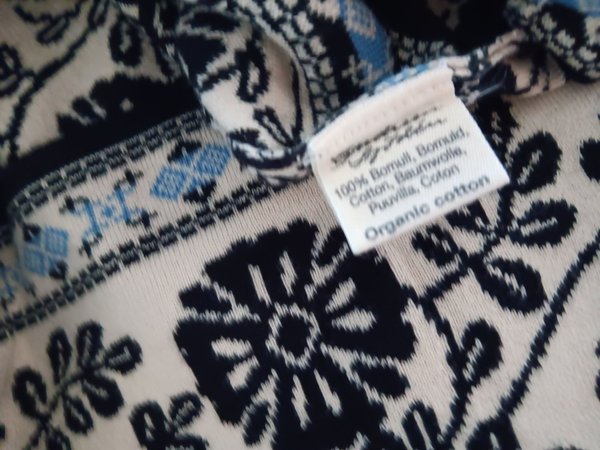 100% Bomull, Bomuld,
Cotton, Baumwolle,
Puuvilla, Coton
Organic cotton